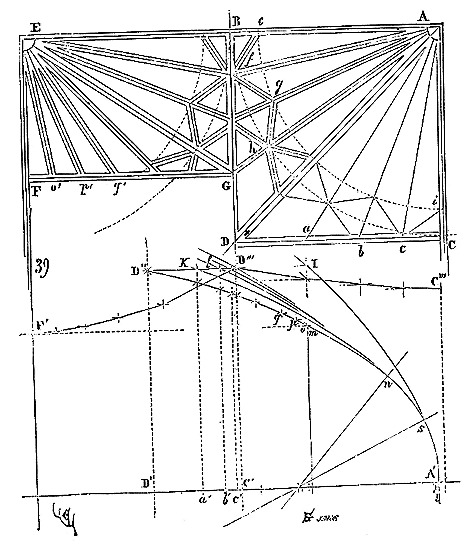 E B e A
g
h
F o' p' q' G
i
D a b c C
39 D'' K D''' I C'''
F'
q p o m
n
s
D' a' b' c' C'' A'